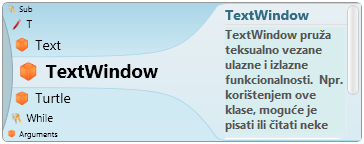 Sub
T
Text
TextWindow
Turtle
While
Arguments
TextWindow
TextWindow pruža
teksualno vezane
ulazne i izlazne
funkcionalnosti. Npr.
korištenjem ove
klase, moguće je
pisati ili čitati neke